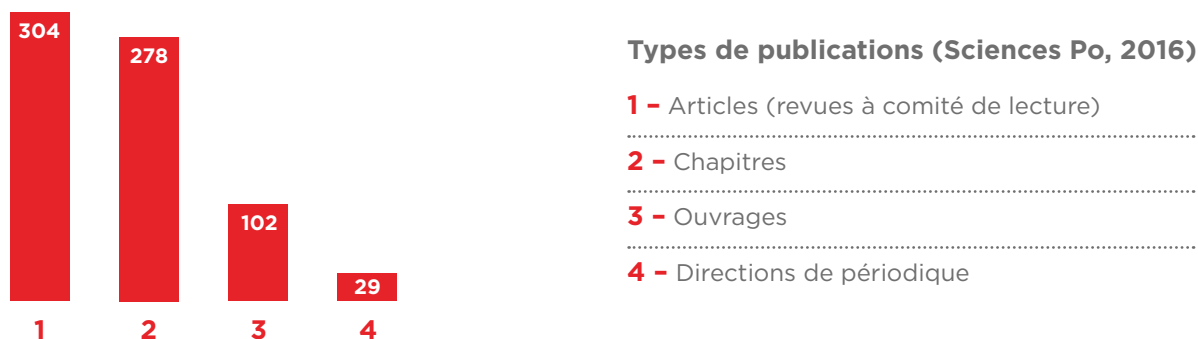 304
278
102
29
1
2
3
4
Types de publications (Sciences Po, 2016)
1 – Articles (revues à comité de lecture)
2 – Chapitres
3 – Ouvrages
4 – Directions de périodique